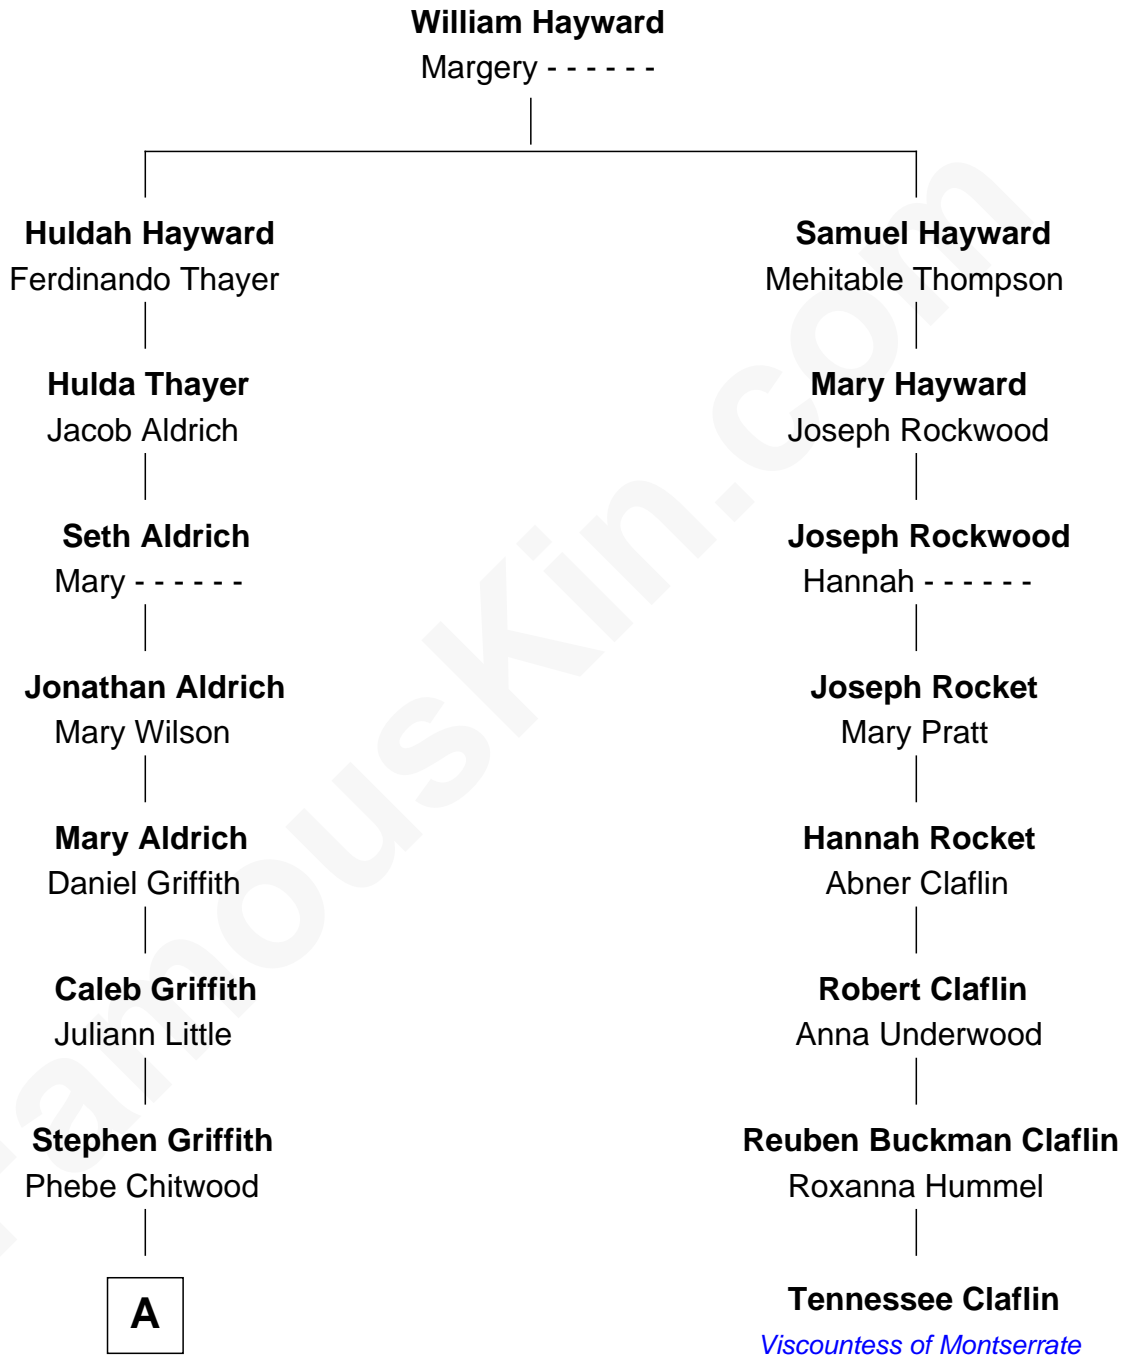 William Hayward
Margery - - - - - -
Huldah Hayward
Ferdinando Thayer
Samuel Hayward
Mehitable Thompson
Hulda Thayer
Jacob Aldrich
Mary Hayward
Joseph Rockwood
Seth Aldrich
Mary - - - - - -
Joseph Rockwood
Hannah - - - - - -
Jonathan Aldrich
Mary Wilson
Joseph Rocket
Mary Pratt
Mary Aldrich
Daniel Griffith
Hannah Rocket
Abner Claflin
Caleb Griffith
Juliann Little
Robert Claflin
Anna Underwood
Stephen Griffith
Phebe Chitwood
Reuben Buckman Claflin
Roxanna Hummel
A
Tennessee Claflin
Viscountess of Montserrate
FamousKin.com